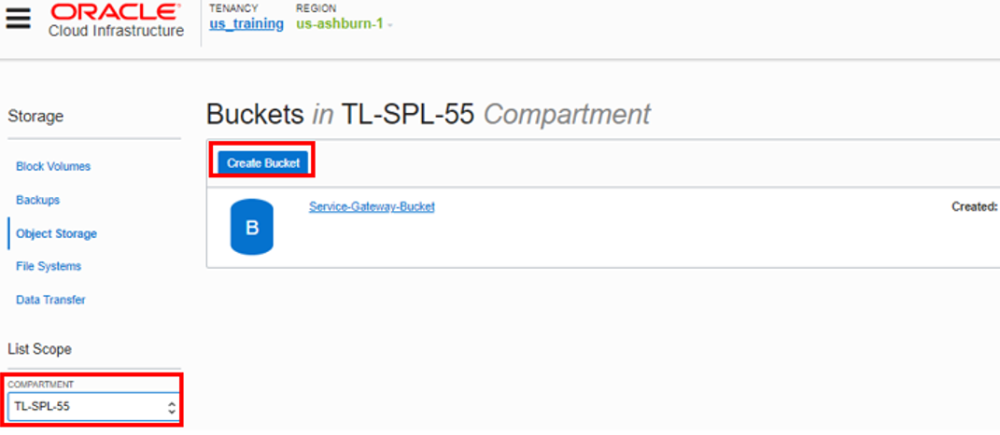 ORACLE®
Cloud Infrastructure
TENANCY
us_training
REGION
us-ashburn-1
Storage
Block Volumes
Backups
Object Storage
File Systems
Data Transfer
List Scope
COMPARTMENT
TL-SPL-55
Buckets in TL-SPL-55 Compartment
Create Bucket
B
Service-Gateway-Bucket
Created: